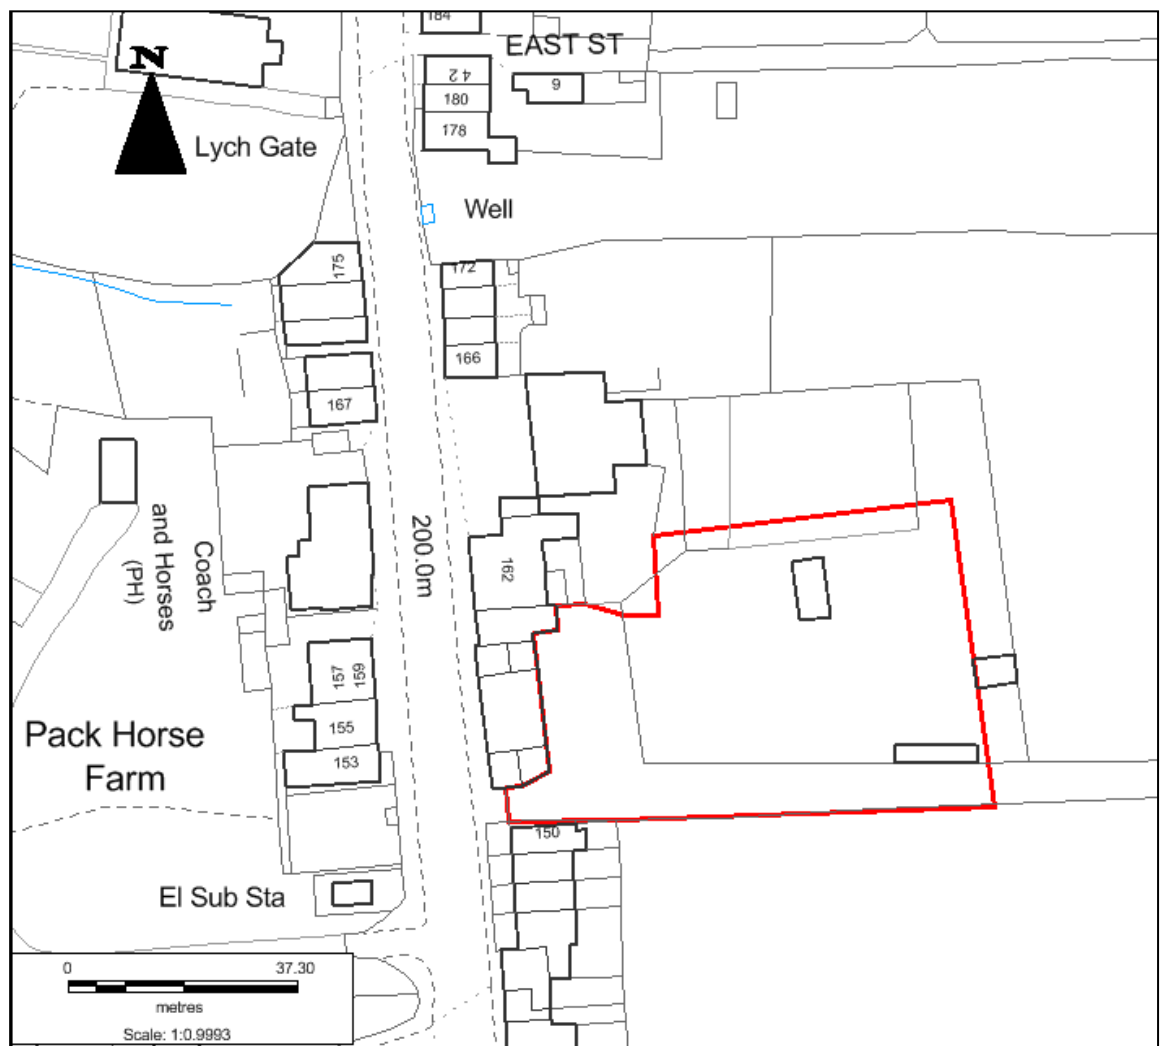 184
EAST ST
N
4 2
6
180
178
Lych Gate
Well
175
172
166
167
Coach
and Horses
(PH)
200.0m
162
157
159
155
153
Pack Horse
Farm
150
El Sub Sta
0
37.30
metres
Scale: 1:0.9993